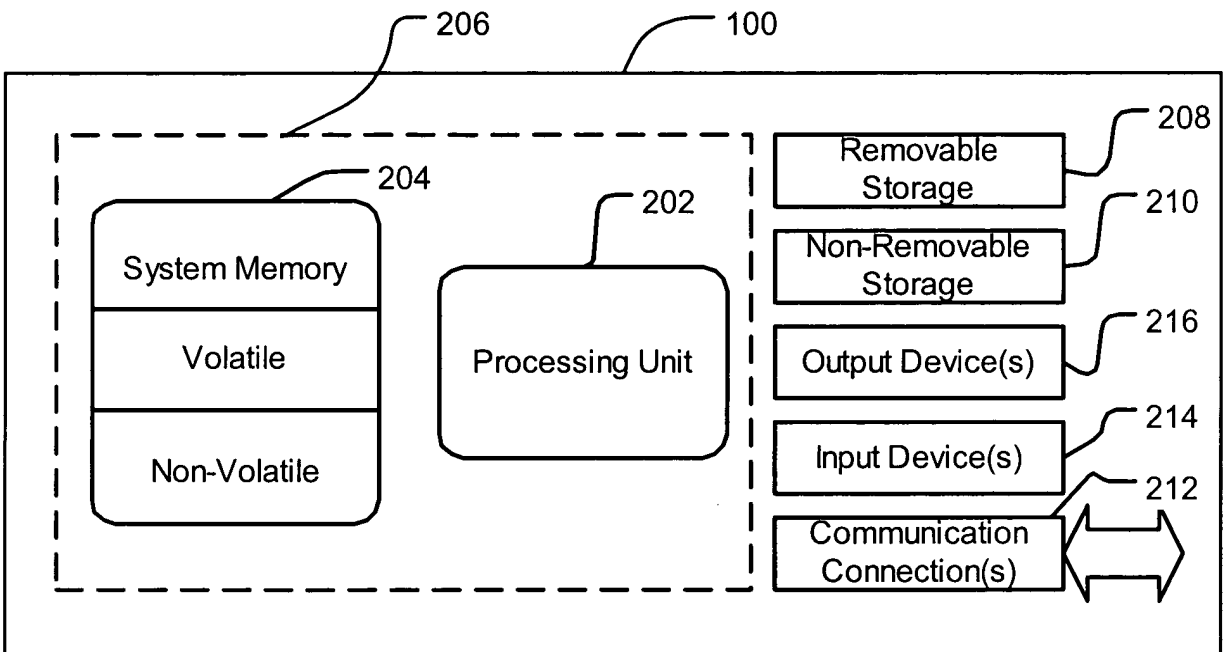 100
206
208
Removable
Storage
204
202
210
Non-Removable
Storage
System Memory
216
Volatile
Processing Unit
Output Device(s)
214
Non-Volatile
Input Device(s)
212
Communication
Connection(s)